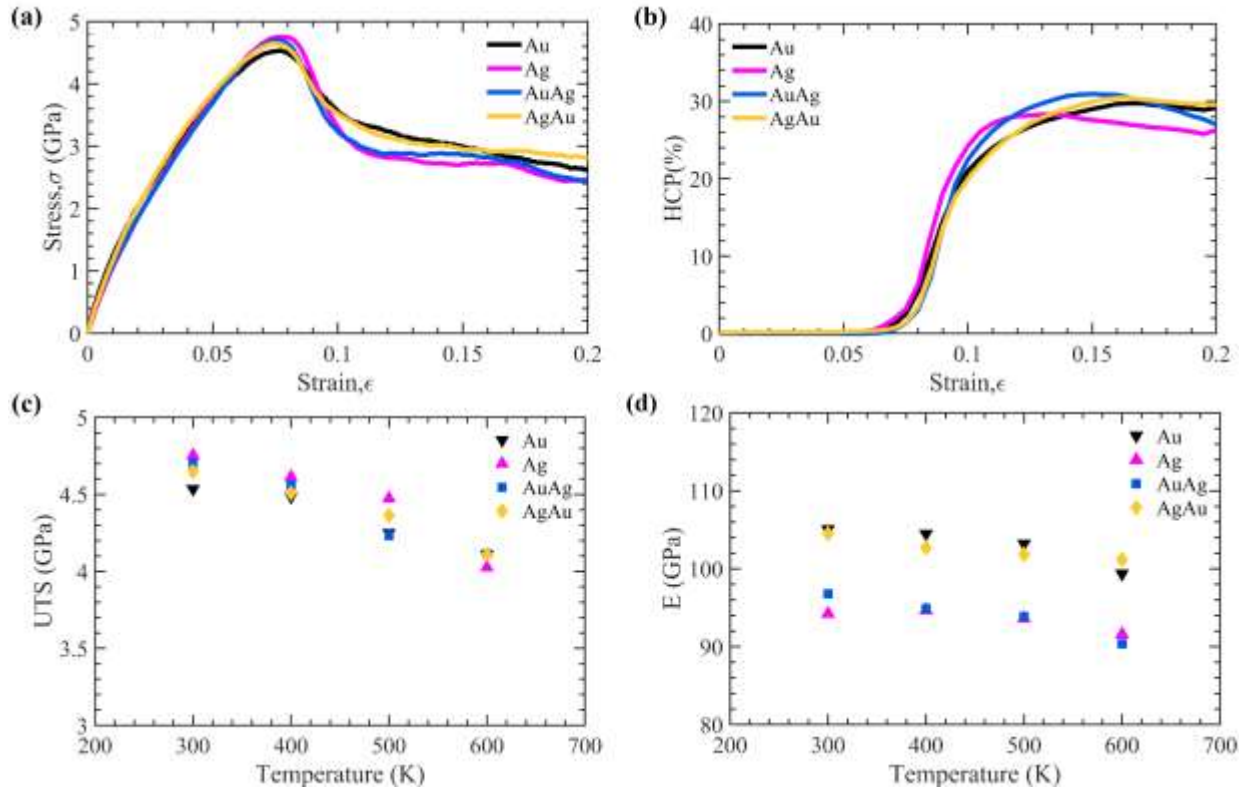 (a)
Stress,σ (GPa)
5
4
3
2
1
0
0 0.05 0.1 0.15 0.2
Strain,ϵ
Au
Ag
AuAg
AgAu
(b)
HCP(%)
40
30
20
10
0
0 0.05 0.1 0.15 0.2
Strain,ϵ
Au
Ag
AuAg
AgAu
(c)
UTS (GPa)
5
4.5
4
3.5
3
200 300 400 500 600 700
Temperature (K)
Au
Ag
AuAg
AgAu
(d)
E (GPa)
120
110
100
90
80
200 300 400 500 600 700
Temperature (K)
Au
Ag
AuAg
AgAu